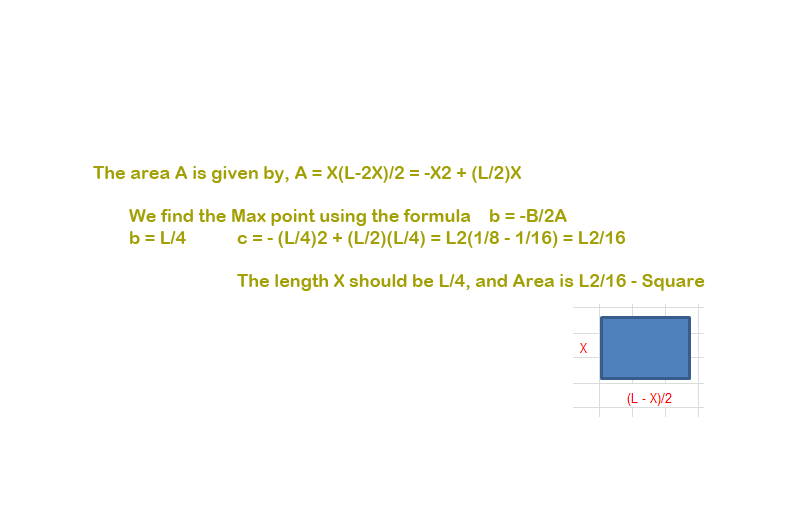 The area A is given by, A = X(L-2X)/2 = -X2 + (L/2)X
We find the Max point using the formula b = -B/2A
b = L/4 c = - (L/4)2 + (L/2)(L/4) = L2(1/8 - 1/16) = L2/16
The length X should be L/4, and Area is L2/16 - Square
X
(L - X)/2